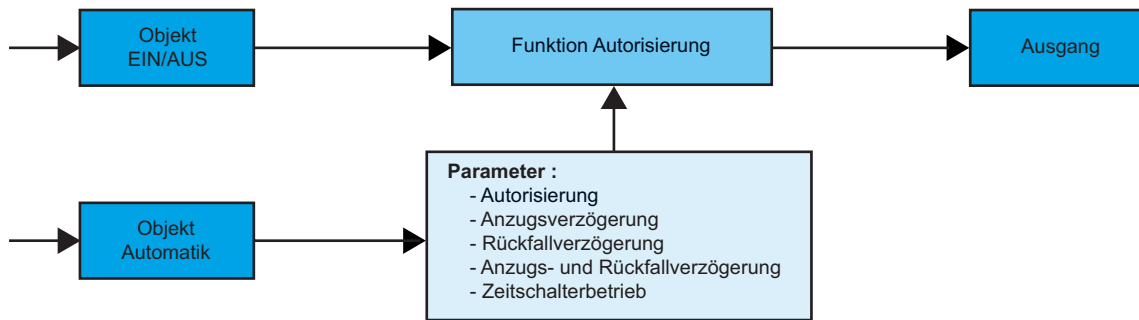 Objekt
EIN/AUS
Funktion Autorisierung
Ausgang
Parameter :
- Autorisierung
- Anzugsverzögerung
- Rückfallverzögerung
- Anzugs- und Rückfallverzögerung
- Zeitschalterbetrieb
Objekt
Automatik